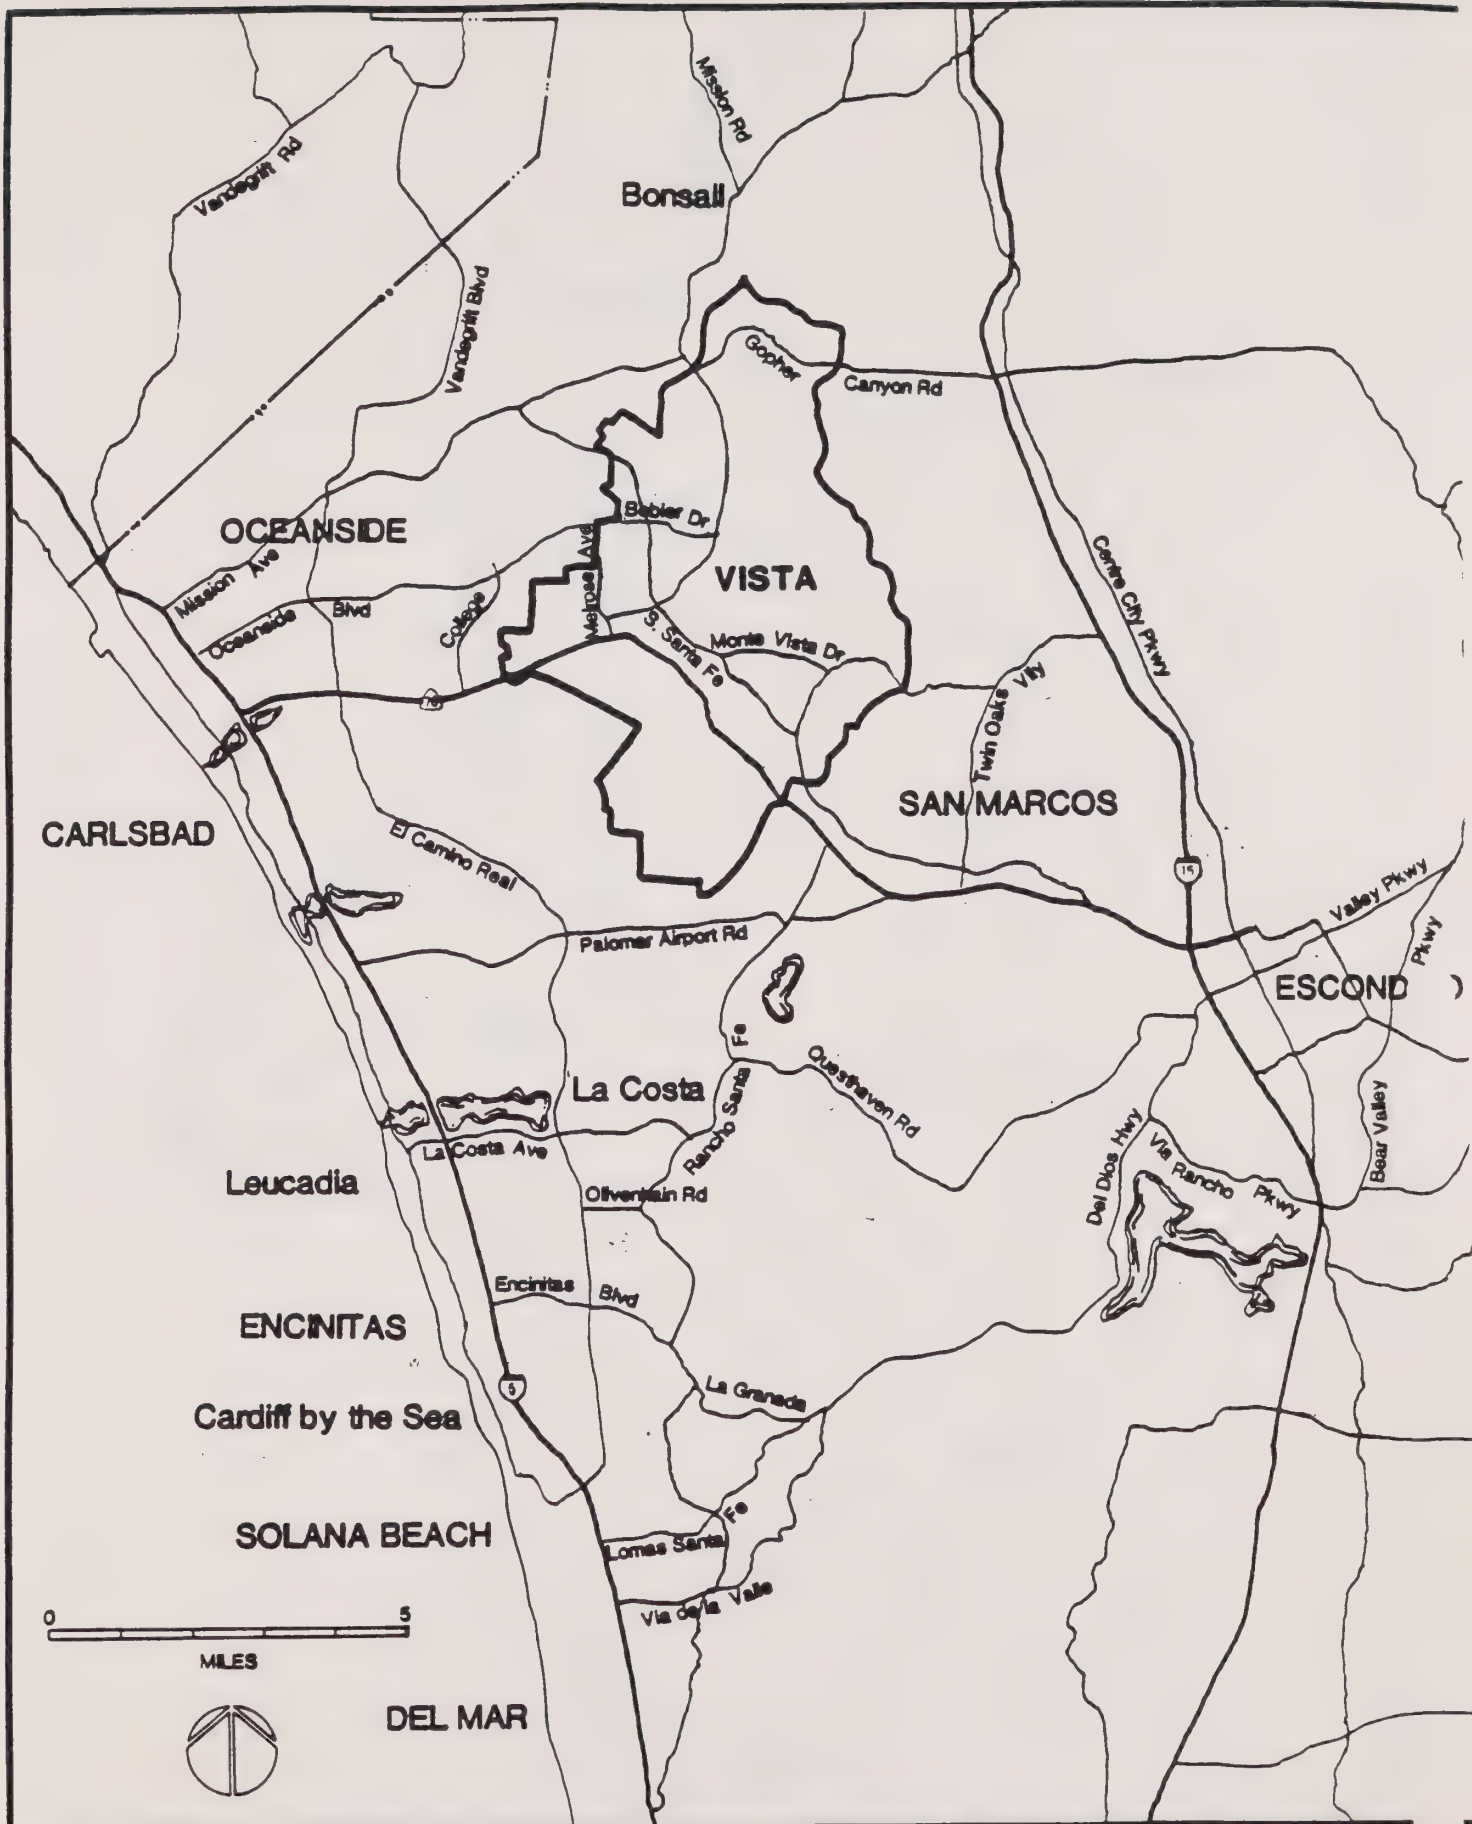 Mission Rd
Vandegrift Rd
Bonsall
Vandegrift Blvd
Gopher
Canyon Rd
OCEANSIDE
Bobier Dr
Melrose Ave
Centre City Pkwy
Mission Ave
VISTA
Oceanside
Blvd
College
S. Santa Fe
Monte Vista Dr
Twin Oaks Vlly
78
SAN MARCOS
CARLSBAD
El Camino Real
15
Valley Pkwy
Palomar Airport Rd
Pkwy
ESCOND
Fe
Questhaven Rd
La Costa
Rancho Santa
Bear Valley
La Costa Ave
Del Dios Hwy
Via Rancho Pkwy
Leucadia
Olivenhain Rd
Encinitas
Blvd
ENCINITAS
5
La Granada
Cardiff by the Sea
Fe
SOLANA BEACH
Lomas Santa
Via de la Valle
0 5
MILES
DEL MAR